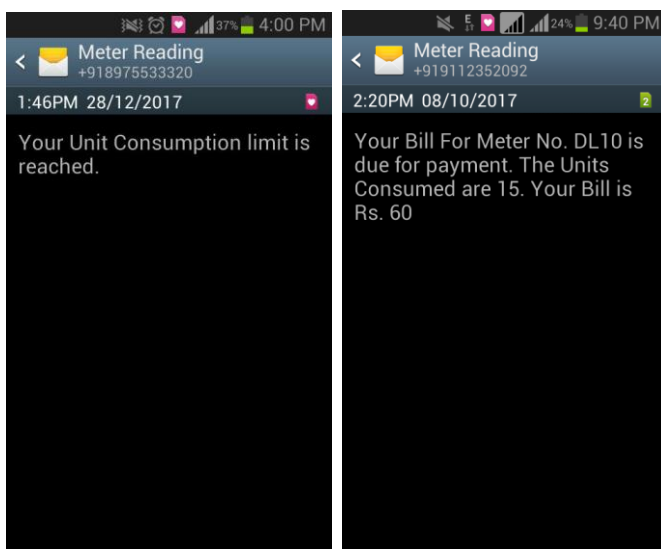 37% 4:00 PM
Meter Reading
+918975533320
1:46PM 28/12/2017
Your Unit Consumption limit is
reached.
E 24% 9:40 PM
Meter Reading
+919112352092
2:20PM 08/10/2017 2
Your Bill For Meter No. DL10 is
due for payment. The Units
Consumed are 15. Your Bill is
Rs. 60